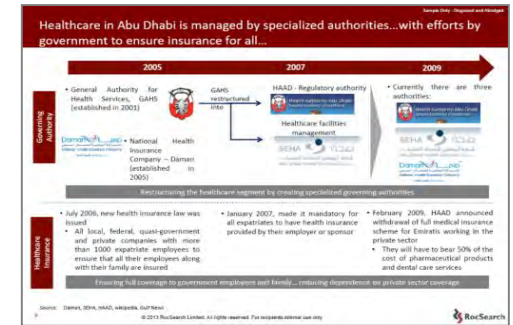 Sample Only - Disguised and Abridged
Healthcare in Abu Dhabi is managed by specialized authorities...with efforts by
government to ensure insurance for all...
2005
2007
2009
Governing
Authority
• General Authority for
Health Services, GAHS
(established in 2001)
• National Health
Insurance
Company – Daman
(established in
2005)
GAHS
restructured
into
HAAD - Regulatory authority
Healthcare facilities
management
SEHA
• Currently there are three
authorities:
SEHA
Restructuring the healthcare segment by creating specialized governing authorities
Healthcare
Insurance
• July 2006, new health insurance law was
issued
• All local, federal, quasi-government
and private companies with more
than 1000 expatriate employees to
ensure that all their employees along
with their family are insured
• January 2007, made it mandatory for
all expatriates to have health insurance
provided by their employer or sponsor
• February 2009, HAAD announced
withdrawal of full medical insurance
scheme for Emiratis working in the
private sector
• They will have to bear 50% of the
cost of pharmaceutical products
and dental care services
Ensuring full coverage to government employees and family... reducing dependence on private sector coverage
Source: Daman, SEHA, HAAD, wikipedia, Gulf News
© 2013 RocSearch Limited. All rights reserved. For recipients internal use only
RocSearch